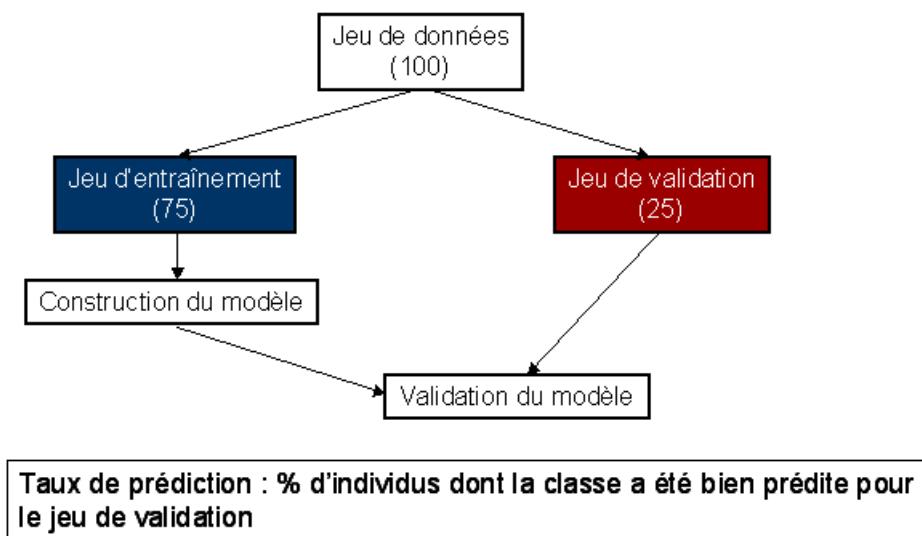 Jeu de données
(100)
Jeu d'entraînement
(75)
Jeu de validation
(25)
Construction du modèle
Validation du modèle
Taux de prédiction : % d'individus dont la classe a été bien prédite pour
le jeu de validation